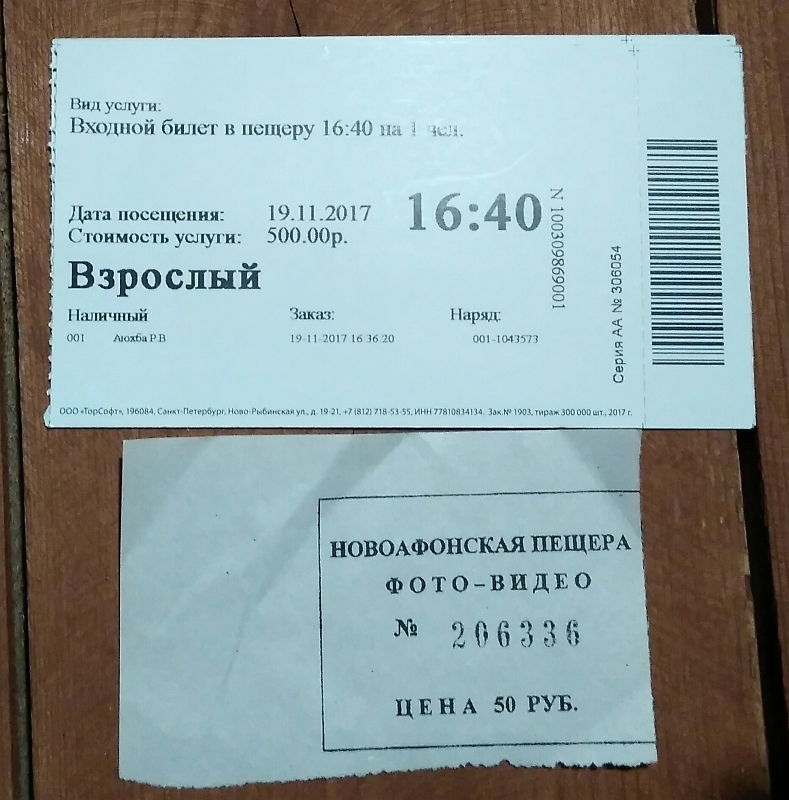 Вид услуги:
Входной билет в пещеру 16:40 на 1 чел.
Дата посещения: 19.11.2017 16:40
Стоимость услуги: 500.00р.
Взрослый
Наличный Заказ: Наряд:
001 Аюхба Р.В 19-11-2017 16:36:20 001-1043573
ООО «ТорСофт», 196084, Санкт-Петербург, Ново-Рыбинская ул., д. 19-21, +7 (812) 718-53-55, ИНН 77810834134. Зак.№ 1903, тираж 300 000 шт., 2017 г.
N 100309869001
Серия АА № 306054
НОВОАФОНСКАЯ ПЕЩЕРА
ФОТО-ВИДЕО
№ 206336
ЦЕНА 50 РУБ.